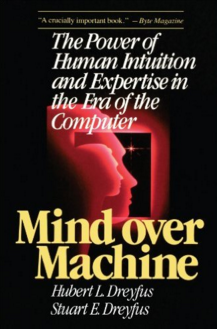 "A crucially important book." — Byte Magazine
The Power of
Human Intuition
and Expertise in
the Era of the
Computer
Mind over
Machine
Hubert L. Dreyfus
Stuart E. Dreyfus